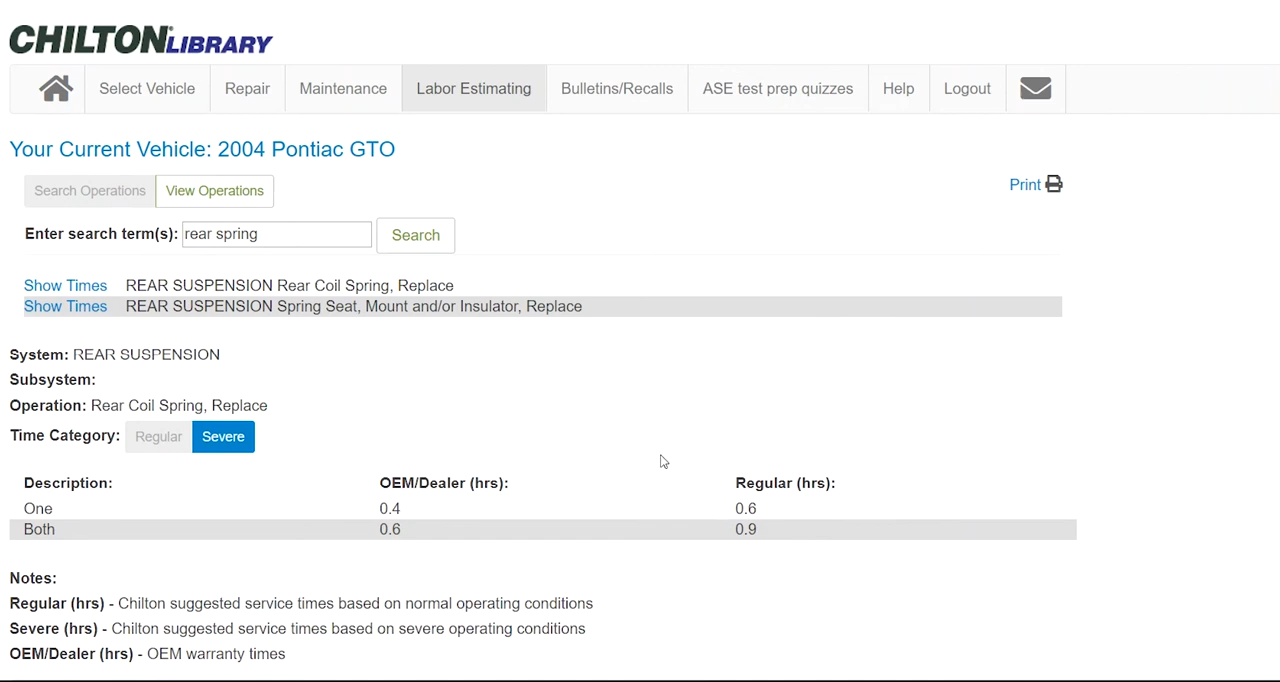 CHILTON® LIBRARY
Select Vehicle Repair Maintenance Labor Estimating Bulletins/Recalls ASE test prep quizzes Help Logout
Your Current Vehicle: 2004 Pontiac GTO
Search Operations View Operations Print
Enter search term(s): rear spring Search
Show Times REAR SUSPENSION Rear Coil Spring, Replace
Show Times REAR SUSPENSION Spring Seat, Mount and/or Insulator, Replace
System: REAR SUSPENSION
Subsystem:
Operation: Rear Coil Spring, Replace
Time Category: Regular Severe
Description: OEM/Dealer (hrs): Regular (hrs):
One 0.4 0.6
Both 0.6 0.9
Notes:
Regular (hrs) - Chilton suggested service times based on normal operating conditions
Severe (hrs) - Chilton suggested service times based on severe operating conditions
OEM/Dealer (hrs) - OEM warranty times